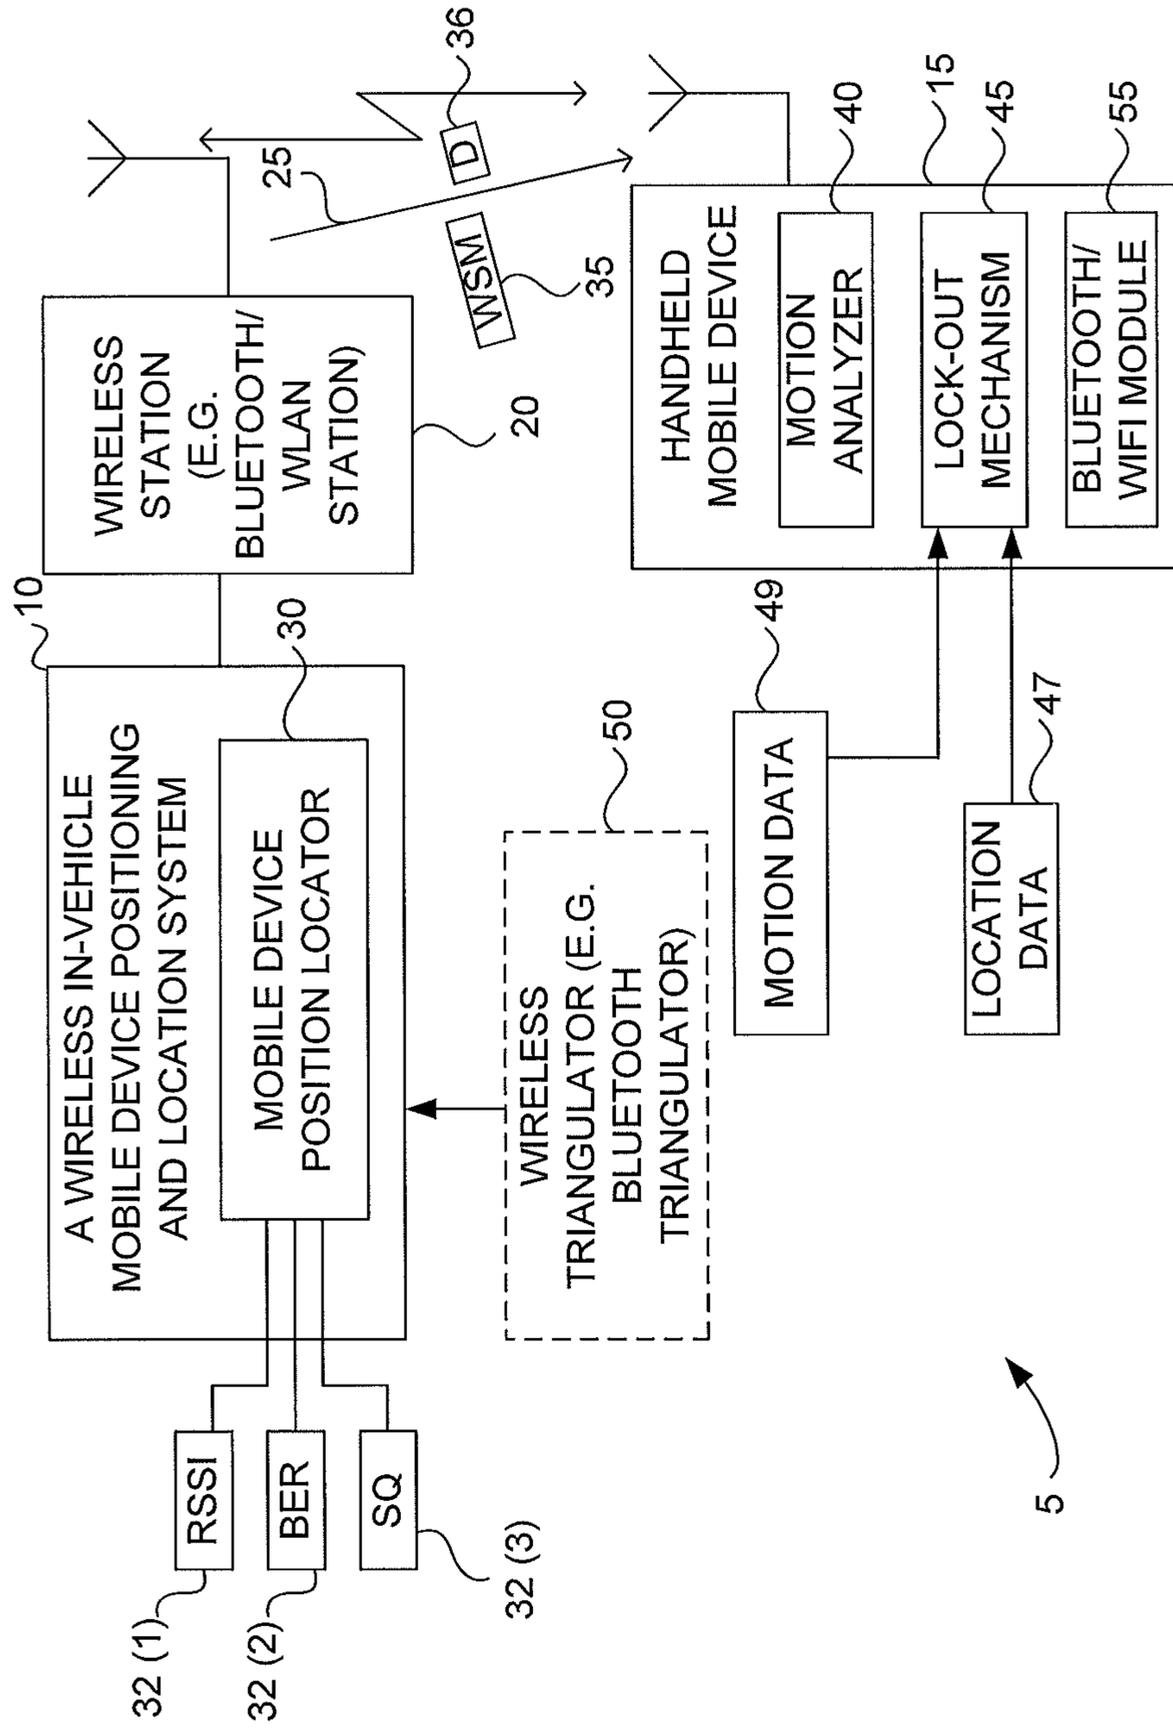 32 (1)
RSSI
32 (2)
BER
SQ
32 (3)
10
A WIRELESS IN-VEHICLE
MOBILE DEVICE POSITIONING
AND LOCATION SYSTEM
30
MOBILE DEVICE
POSITION LOCATOR
WIRELESS
STATION
(E.G.
BLUETOOTH/
WLAN
STATION)
20
25
36
D
WSM
35
50
WIRELESS
TRIANGULATOR (E.G.
BLUETOOTH
TRIANGULATOR)
HANDHELD
MOBILE DEVICE
15
MOTION
ANALYZER
40
LOCK-OUT
MECHANISM
45
BLUETOOTH/
WIFI MODULE
55
49
MOTION DATA
47
LOCATION
DATA
5